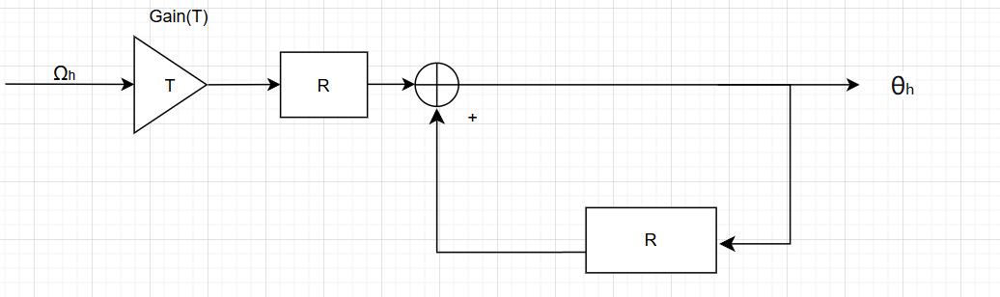 Gain(T)
Ωh
T
R
θh
+
R